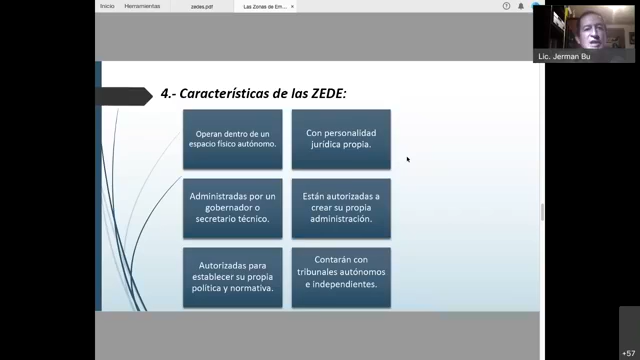 Inicio Herramientas zedes.pdf Las Zonas de Em... ×
Lic. Jerman Bu
4.- Características de las ZEDE:
Operan dentro de un
espacio físico autónomo.
Con personalidad
jurídica propia.
Administradas por un
gobernador o
secretario técnico.
Están autorizadas a
crear su propia
administración.
Autorizadas para
establecer su propia
política y normativa.
Contarán con
tribunales autónomos
e independientes.
+57